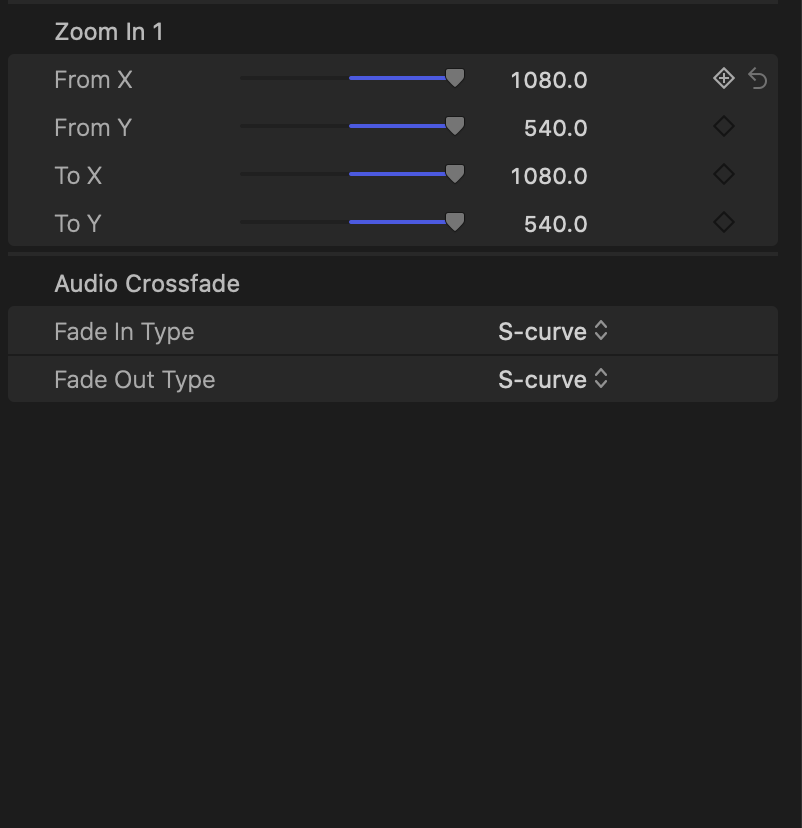 Zoom In 1
From X 1080.0
From Y 540.0
To X 1080.0
To Y 540.0
Audio Crossfade
Fade In Type S-curve
Fade Out Type S-curve